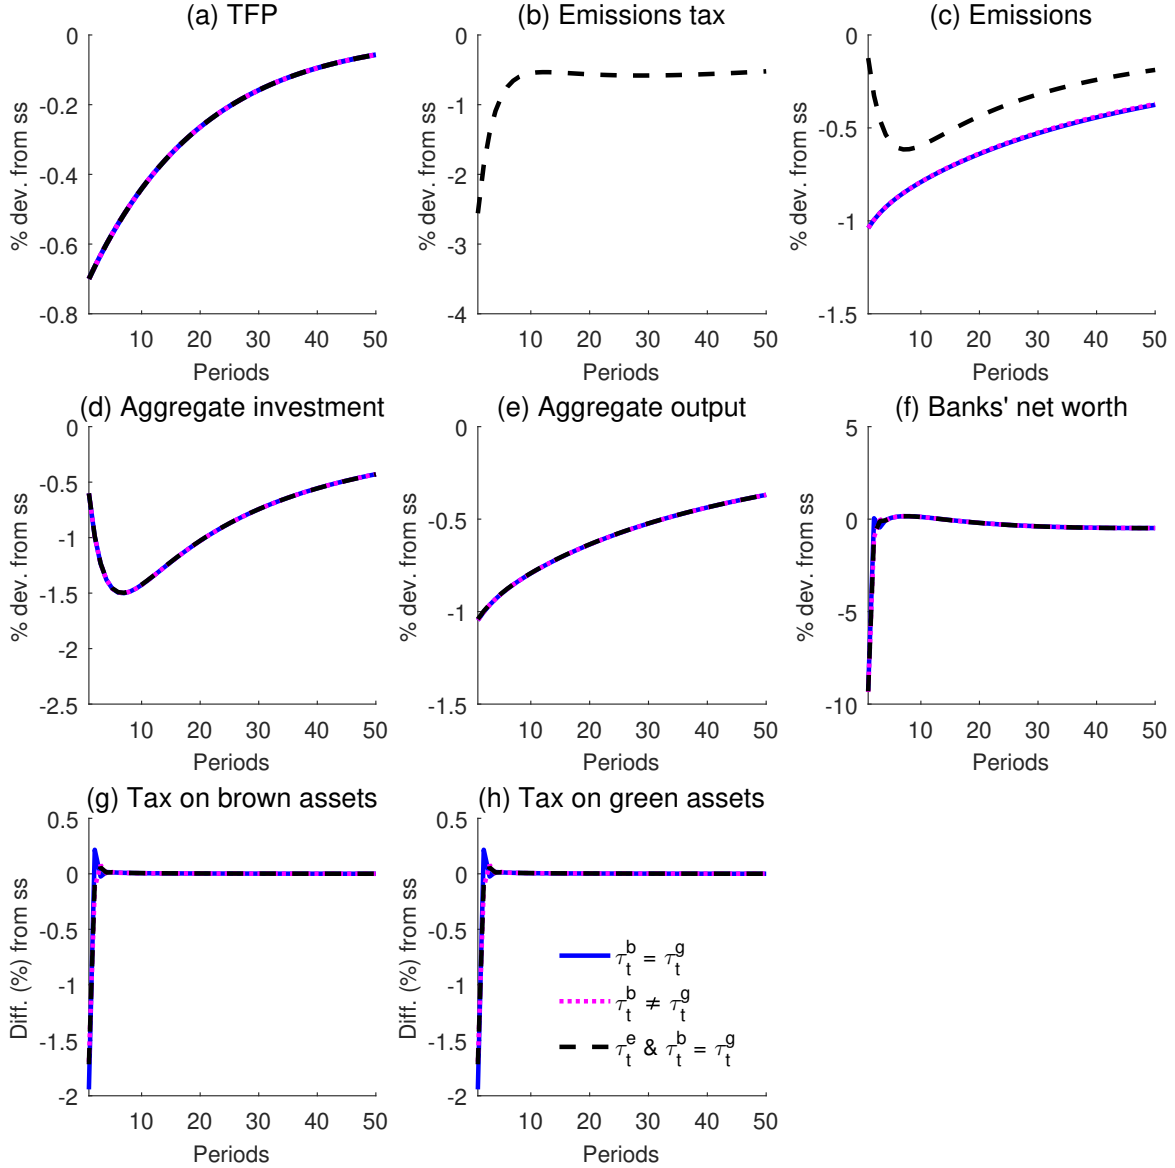 (a) TFP
(b) Emissions tax
(c) Emissions
% dev. from ss
0
-0.2
-0.4
-0.6
-0.8
10 20 30 40 50
Periods
% dev. from ss
0
-1
-2
-3
-4
10 20 30 40 50
Periods
% dev. from ss
0
-0.5
-1
-1.5
10 20 30 40 50
Periods
(d) Aggregate investment
(e) Aggregate output
(f) Banks' net worth
% dev. from ss
0
-0.5
-1
-1.5
-2
-2.5
10 20 30 40 50
Periods
% dev. from ss
0
-0.5
-1
-1.5
10 20 30 40 50
Periods
% dev. from ss
5
0
-5
-10
10 20 30 40 50
Periods
(g) Tax on brown assets
(h) Tax on green assets
Diff. (%) from ss
0.5
0
-0.5
-1
-1.5
-2
10 20 30 40 50
Periods
Diff. (%) from ss
0.5
0
-0.5
-1
-1.5
-2
10 20 30 40 50
Periods
τ_t^b = τ_t^g
τ_t^b ≠ τ_t^g
τ_t^e & τ_t^b = τ_t^g